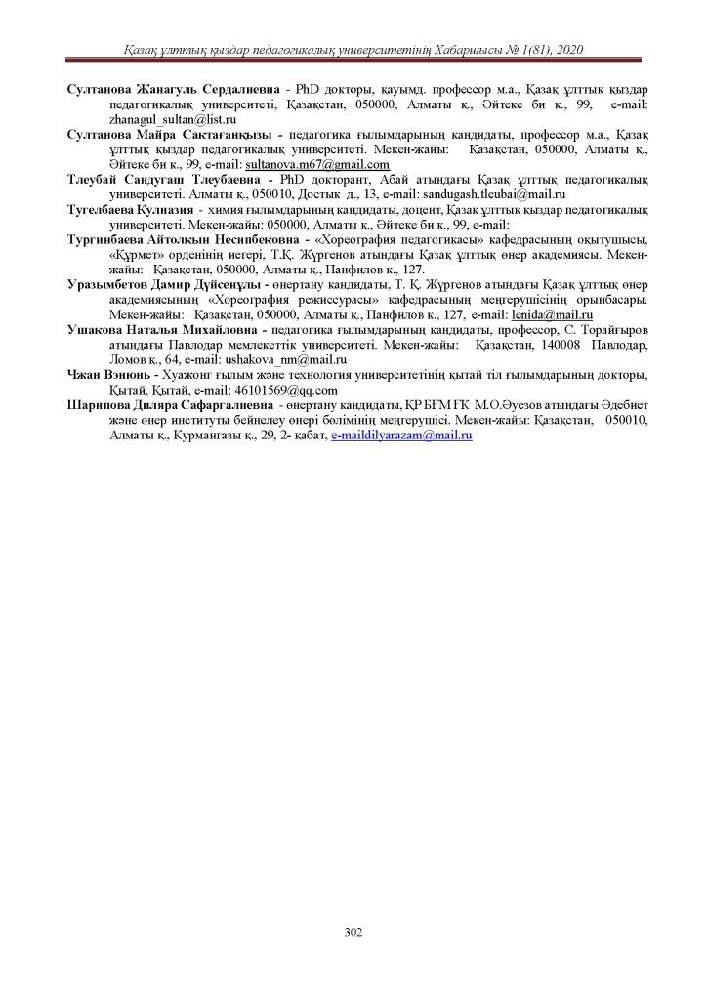 Қазақ ұлттық қыздар педагогикалық университетінің Хабаршысы № 1(81), 2020
Султанова Жанагуль Сердалиевна - PhD докторы, қауымд. профессор м.а., Қазақ ұлттық қыздар
педагогикалық университеті, Қазақстан, 050000, Алматы қ., Әйтеке би к., 99, e-mail:
zhanagul_sultan@list.ru
Султанова Майра Сактағанқызы - педагогика ғылымдарының кандидаты, профессор м.а., Қазақ
ұлттық қыздар педагогикалық университеті. Мекен-жайы: Қазақстан, 050000, Алматы қ.,
Әйтеке би к., 99, e-mail: sultanova.m67@gmail.com
Тлеубай Сандугаш Тлеубаевна - PhD докторант, Абай атындағы Қазақ ұлттық педагогикалық
университеті. Алматы қ., 050010, Достык д., 13, e-mail: sandugash.tleubai@mail.ru
Тугелбаева Кулназия - химия ғылымдарының кандидаты, доцент, Қазақ ұлттық қыздар педагогикалық
университеті. Мекен-жайы: 050000, Алматы қ., Әйтеке би к., 99, e-mail:
Тургинбаева Айтолқын Несипбековна - «Хореография педагогикасы» кафедрасының оқытушысы,
«Құрмет» орденінің иегері, Т.Қ. Жүргенов атындағы Қазақ ұлттық өнер академиясы. Мекен-
жайы: Қазақстан, 050000, Алматы қ., Панфилов к., 127.
Уразымбетов Дамир Дүйсенұлы - өнертану кандидаты, Т. Қ. Жүргенов атындағы Қазақ ұлттық өнер
академиясының «Хореография режиссурасы» кафедрасының меңгерушісінің орынбасары.
Мекен-жайы: Қазақстан, 050000, Алматы қ., Панфилов к., 127, e-mail: lenida@mail.ru
Ушакова Наталья Михайловна - педагогика ғылымдарының кандидаты, профессор, С. Торайғыров
атындағы Павлодар мемлекеттік университеті. Мекен-жайы: Қазақстан, 140008 Павлодар,
Ломов қ., 64, e-mail: ushakova_nm@mail.ru
Чжан Вэнюнь - Хуажонг ғылым және технология университетінің қытай тіл ғылымдарының докторы,
Қытай, Қытай, e-mail: 46101569@qq.com
Шарипова Диляра Сафаргалиевна - өнертану кандидаты, ҚР БҒМ ҒК М.О.Әуезов атындағы Әдебиет
және өнер институты бейнелеу өнері бөлімінің меңгерушісі. Мекен-жайы: Қазақстан, 050010,
Алматы қ., Курмангазы қ., 29, 2- қабат, e-maildilyarazam@mail.ru
302